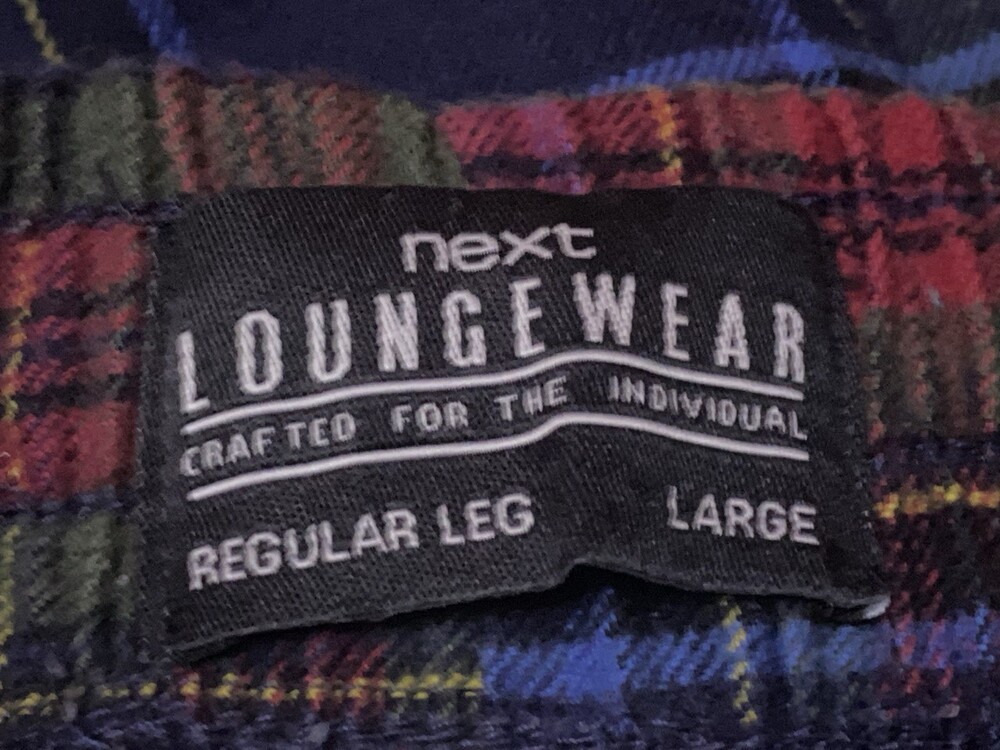 next
LOUNGEWEAR
CRAFTED FOR THE INDIVIDUAL
REGULAR LEG LARGE